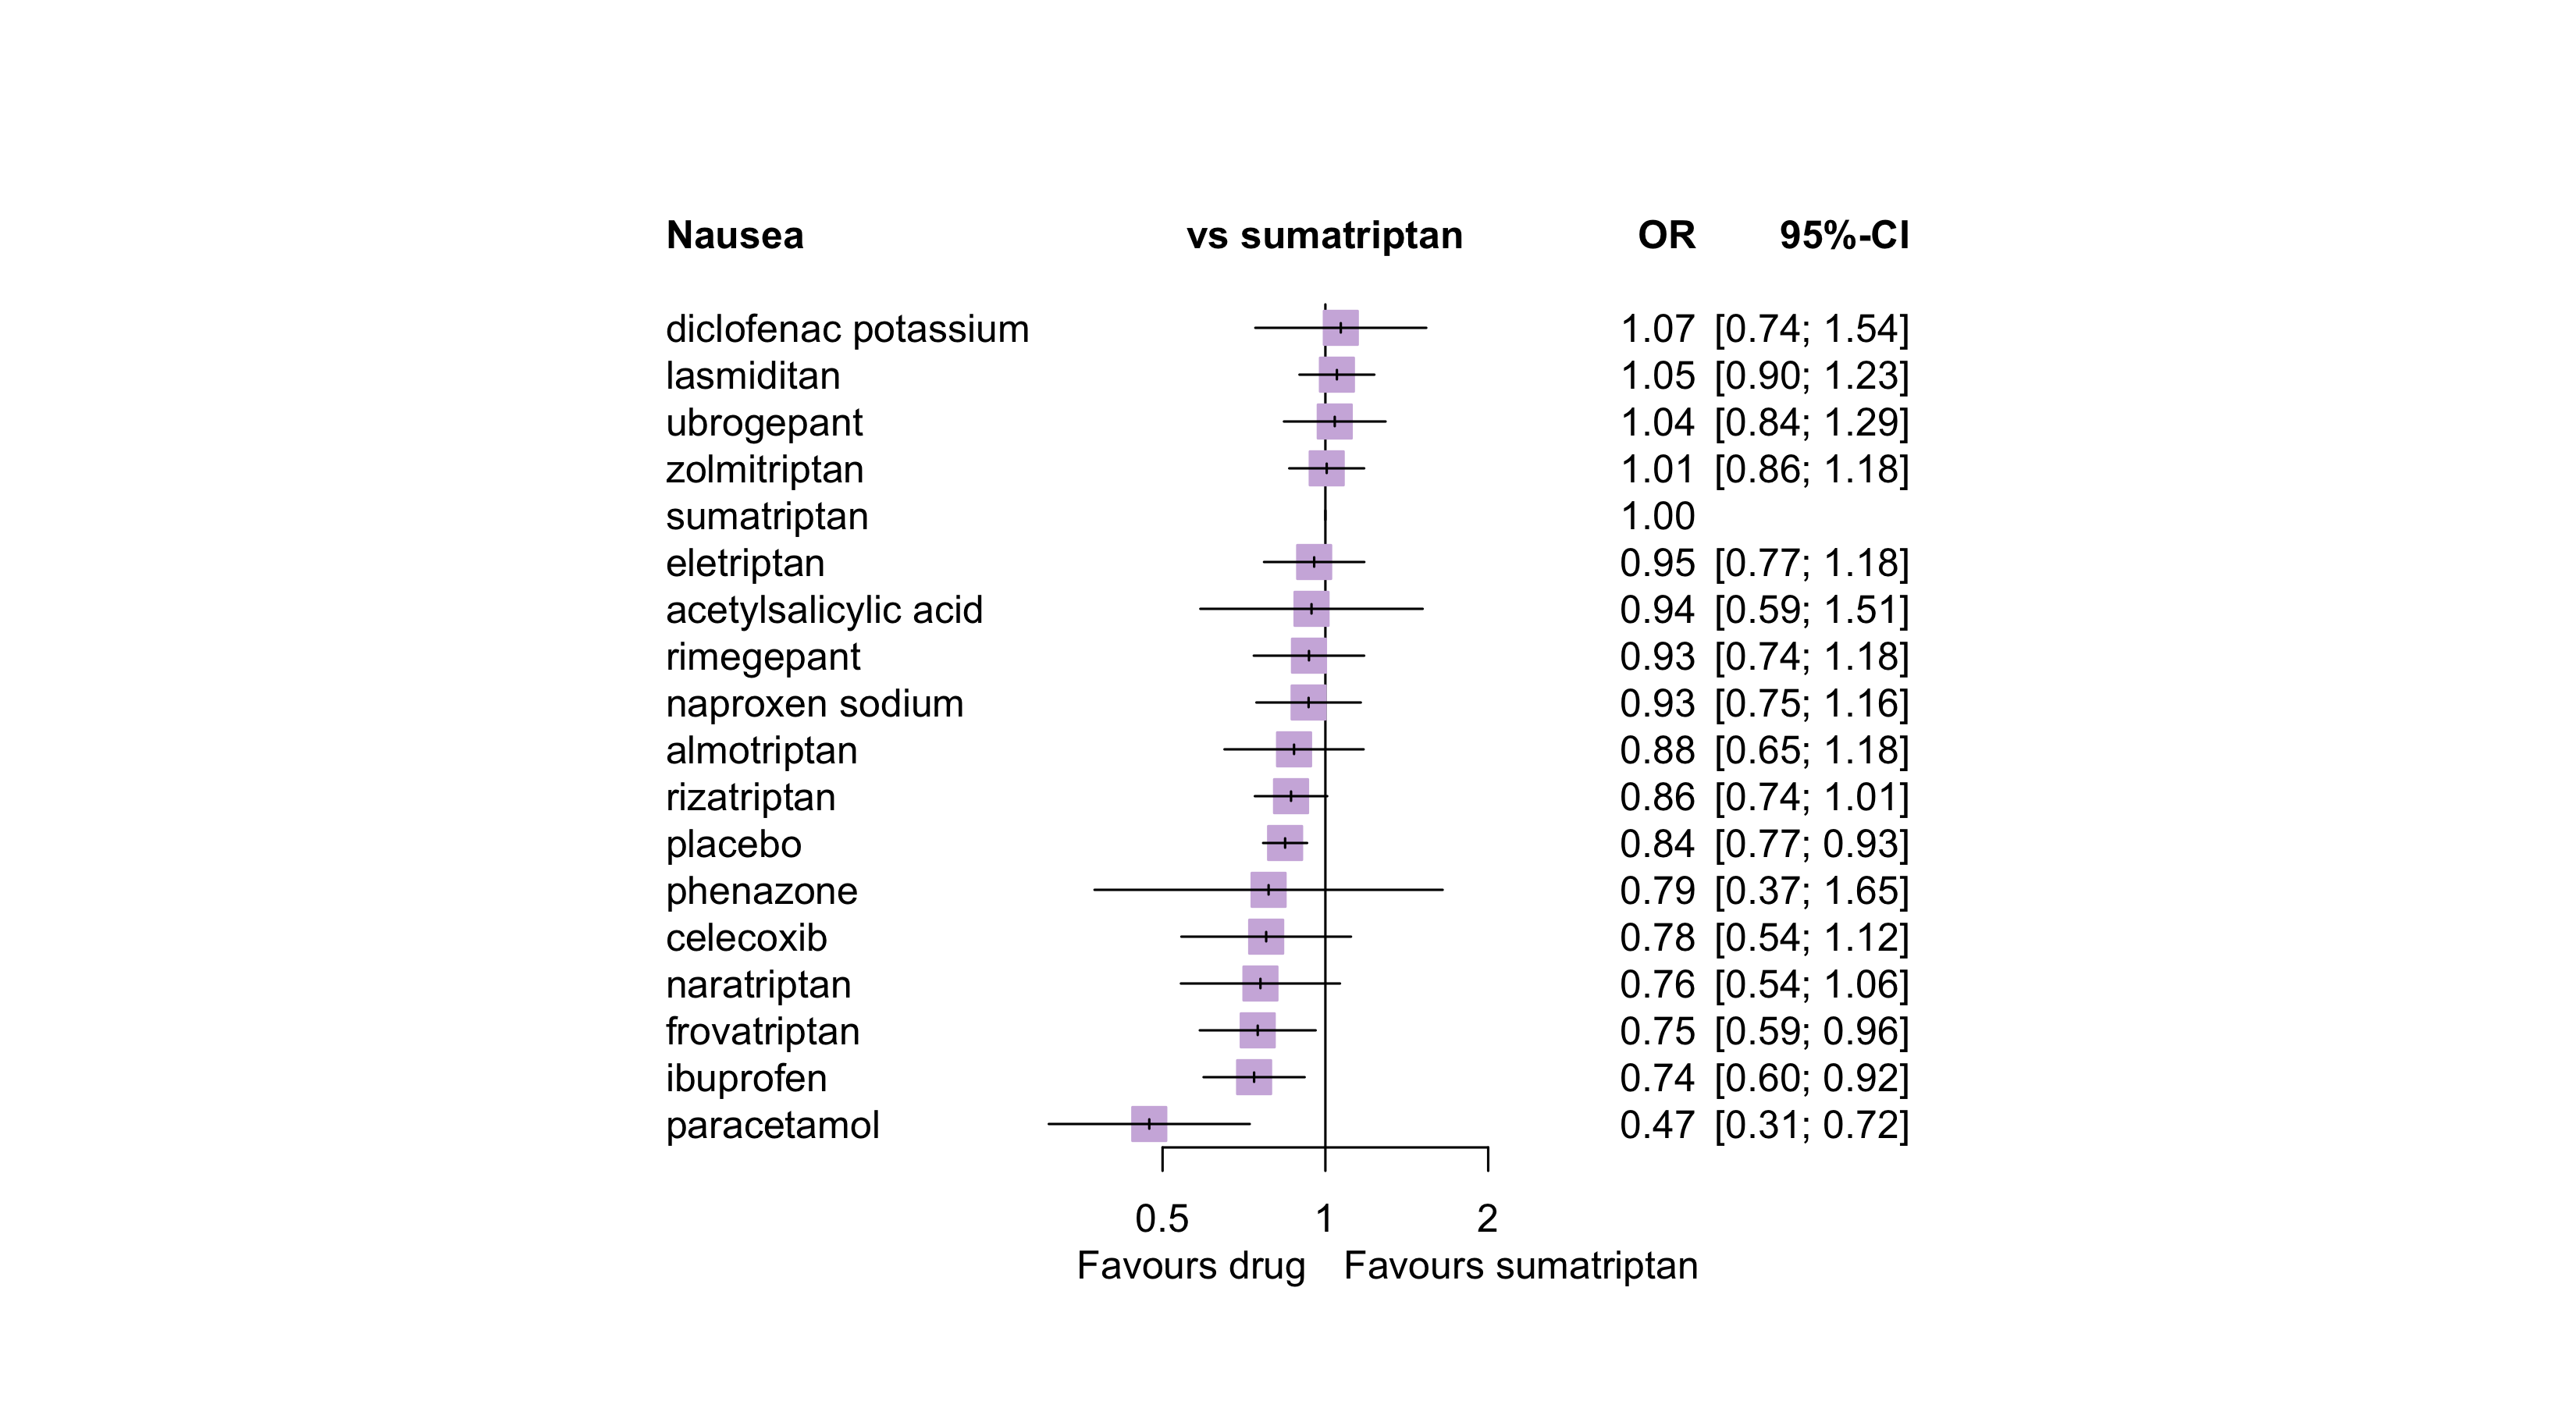 Nausea vs sumatriptan OR 95%-CI
diclofenac potassium 1.07 [0.74; 1.54]
lasmiditan 1.05 [0.90; 1.23]
ubrogepant 1.04 [0.84; 1.29]
zolmitriptan 1.01 [0.86; 1.18]
sumatriptan 1.00
eletriptan 0.95 [0.77; 1.18]
acetylsalicylic acid 0.94 [0.59; 1.51]
rimegepant 0.93 [0.74; 1.18]
naproxen sodium 0.93 [0.75; 1.16]
almotriptan 0.88 [0.65; 1.18]
rizatriptan 0.86 [0.74; 1.01]
placebo 0.84 [0.77; 0.93]
phenazone 0.79 [0.37; 1.65]
celecoxib 0.78 [0.54; 1.12]
naratriptan 0.76 [0.54; 1.06]
frovatriptan 0.75 [0.59; 0.96]
ibuprofen 0.74 [0.60; 0.92]
paracetamol 0.47 [0.31; 0.72]
0.5 1 2
Favours drug Favours sumatriptan